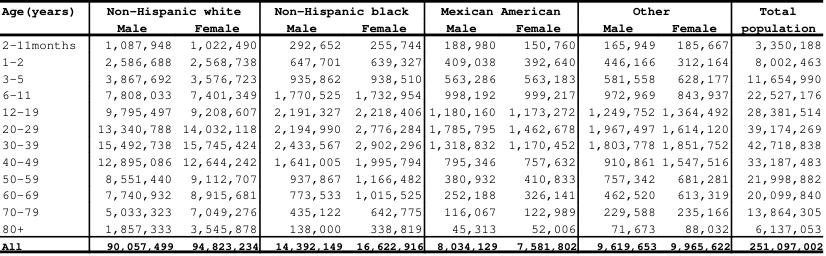 Age(years) Non-Hispanic white Non-Hispanic black Mexican American Other Total
Male Female Male Female Male Female Male Female population
2-11months 1,087,948 1,022,490 292,652 255,744 188,980 150,760 165,949 185,667 3,350,188
1-2 2,586,688 2,568,738 647,701 639,327 409,038 392,640 446,166 312,164 8,002,463
3-5 3,867,692 3,576,723 935,862 938,510 563,286 563,183 581,558 628,177 11,654,990
6-11 7,808,033 7,401,349 1,770,525 1,732,954 998,192 999,217 972,969 843,937 22,527,176
12-19 9,795,497 9,208,607 2,191,327 2,218,406 1,180,160 1,173,272 1,249,752 1,364,492 28,381,514
20-29 13,340,788 14,032,118 2,194,990 2,776,284 1,785,795 1,462,678 1,967,497 1,614,120 39,174,269
30-39 15,492,738 15,745,424 2,433,567 2,902,296 1,318,832 1,170,452 1,803,778 1,851,752 42,718,838
40-49 12,895,086 12,644,242 1,641,005 1,995,794 795,346 757,632 910,861 1,547,516 33,187,483
50-59 8,551,440 9,112,707 937,867 1,166,482 380,932 410,833 757,342 681,281 21,998,882
60-69 7,740,932 8,915,681 773,533 1,015,525 252,188 326,141 462,520 613,319 20,099,840
70-79 5,033,323 7,049,276 435,122 642,775 116,067 122,989 229,588 235,166 13,864,305
80+ 1,857,333 3,545,878 138,000 338,819 45,313 52,006 71,673 88,032 6,137,053
All 90,057,499 94,823,234 14,392,149 16,622,916 8,034,129 7,581,802 9,619,653 9,965,622 251,097,002